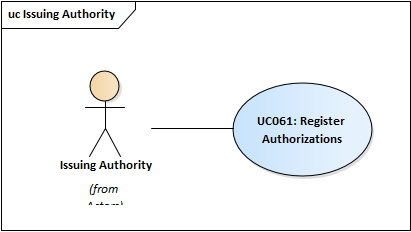 uc Issuing Authority
UC061: Register
Authorizations
Issuing Authority
(from